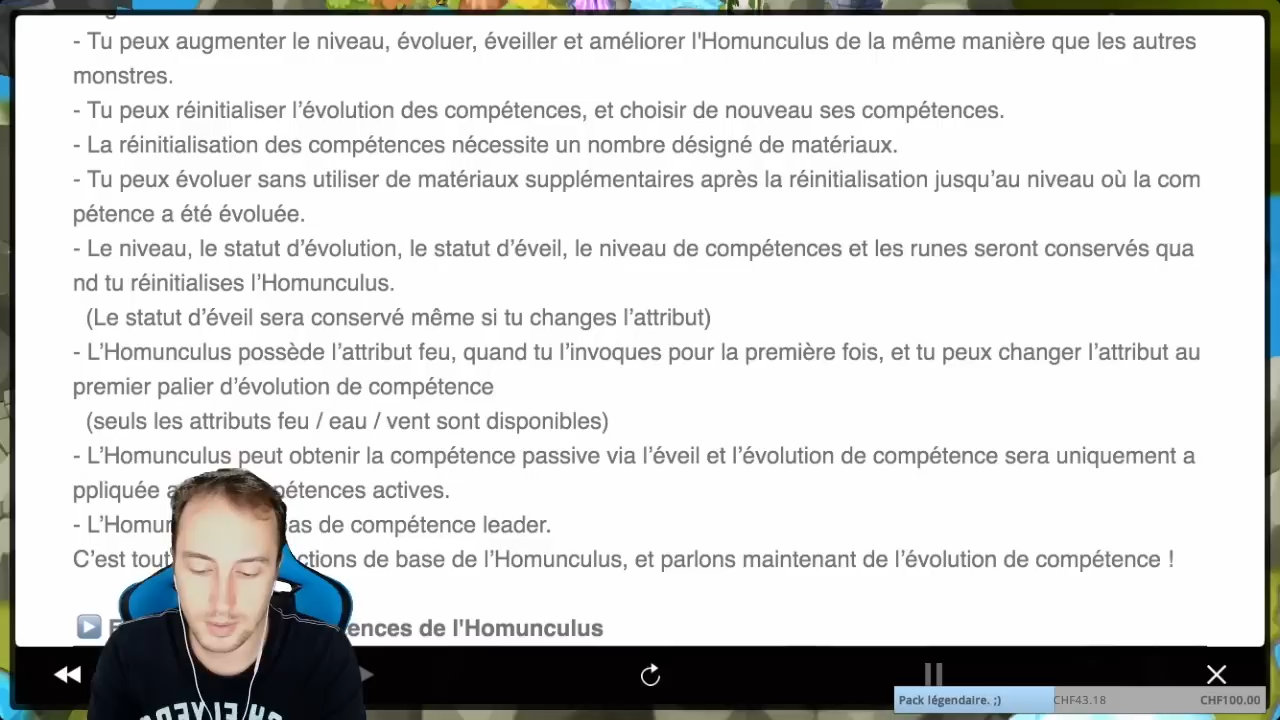 - Tu peux augmenter le niveau, évoluer, éveiller et améliorer l'Homunculus de la même manière que les autres
monstres.
- Tu peux réinitialiser l’évolution des compétences, et choisir de nouveau ses compétences.
- La réinitialisation des compétences nécessite un nombre désigné de matériaux.
- Tu peux évoluer sans utiliser de matériaux supplémentaires après la réinitialisation jusqu’au niveau où la com
pétence a été évoluée.
- Le niveau, le statut d’évolution, le statut d’éveil, le niveau de compétences et les runes seront conservés qua
nd tu réinitialises l’Homunculus.
(Le statut d’éveil sera conservé même si tu changes l’attribut)
- L’Homunculus possède l’attribut feu, quand tu l’invoques pour la première fois, et tu peux changer l’attribut au
premier palier d’évolution de compétence
(seuls les attributs feu / eau / vent sont disponibles)
- L’Homunculus peut obtenir la compétence passive via l’éveil et l’évolution de compétence sera uniquement a
ppliquée pétences actives.
- L’Homun as de compétence leader.
C’est tout ctions de base de l’Homunculus, et parlons maintenant de l’évolution de compétence !
ences de l'Homunculus
Pack légendaire. ;) CHF43.18 CHF100.00